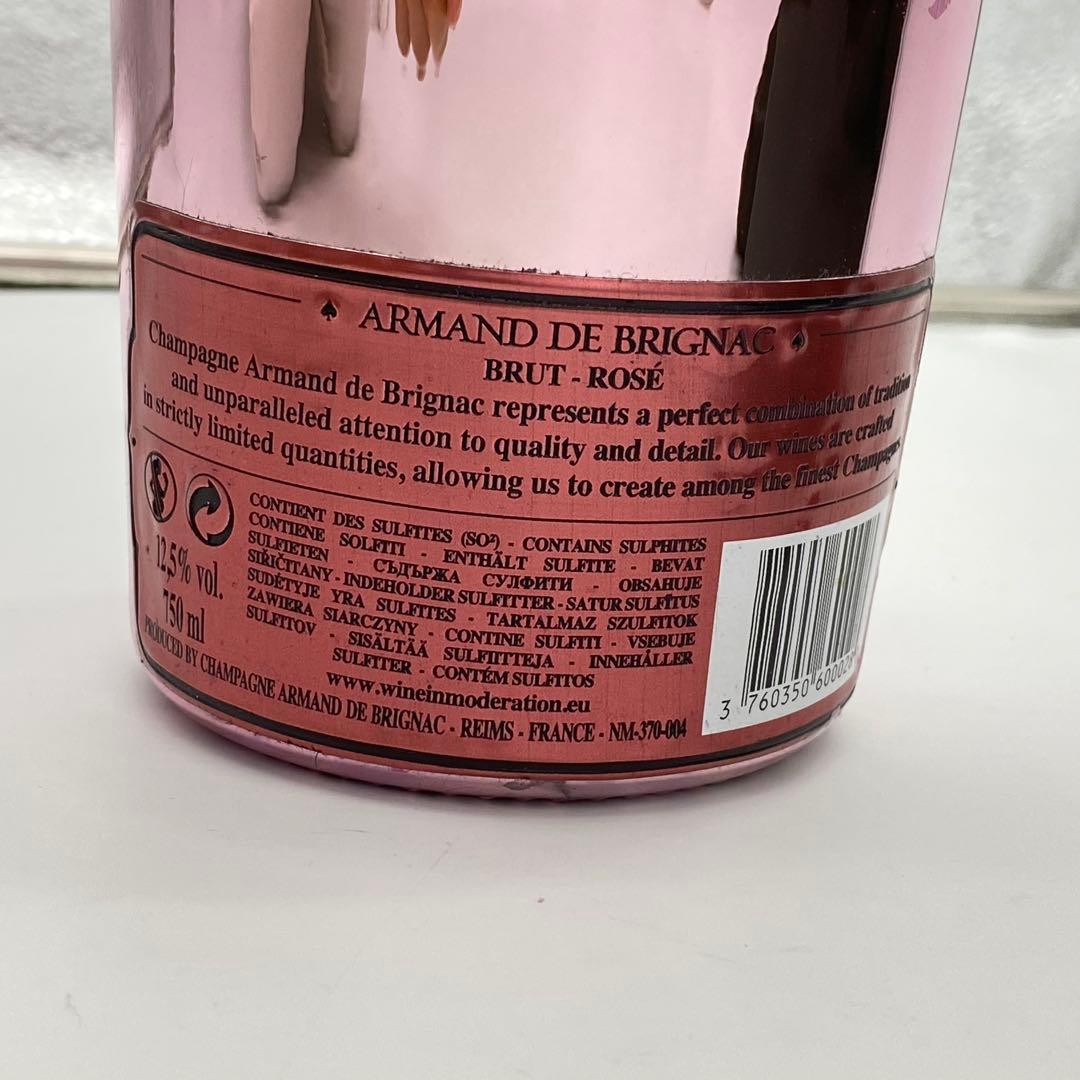 ♠ ARMAND DE BRIGNAC ♠
BRUT - ROSÉ
Champagne Armand de Brignac represents a perfect combination of tradition
and unparalleled attention to quality and detail. Our wines are crafted
in strictly limited quantities, allowing us to create among the finest Champagnes.
12,5% vol.
750 ml
CONTIENT DES SULFITES (SO²) - CONTAINS SULPHITES
CONTIENE SOLFITI - ENTHÄLT SULFITE - BEVAT
SULFIETEN - СЪДЪРЖА СУЛФИТИ - OBSAHUJE
SIŘIČITANY - INDEHOLDER SULFITTER - SATUR SULFĪTUS
SUDĖTYJE YRA SULFITES - TARTALMAZ SZULFITOK
ZAWIERA SIARCZYNY - CONTINE SULFITI - VSEBUJE
SULFITOV - SISÄLTÄÄ SULFIITTEJA - INNEHÅLLER
SULFITER - CONTÉM SULFITOS
www.wineinmoderation.eu
PRODUCED BY CHAMPAGNE ARMAND DE BRIGNAC - REIMS - FRANCE - NM-370-004
3 760350 60002